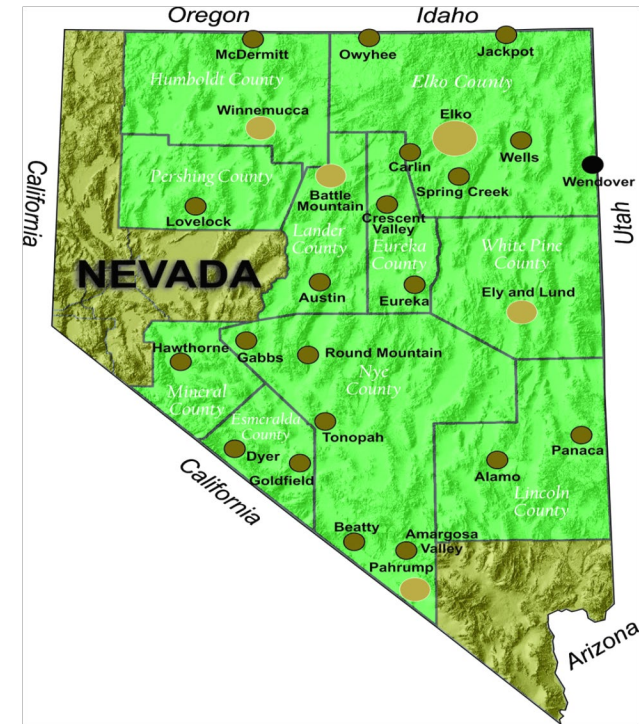 Oregon
Idaho
McDermitt
Owyhee
Jackpot
Humboldt County
Elko County
Winnemucca
Elko
Carlin
Wells
Wendover
California
Utah
Pershing County
Battle
Mountain
Spring Creek
Lovelock
Crescent
Valley
Lander
County
Eureka
County
White Pine
County
NEVADA
Austin
Eureka
Ely and Lund
Hawthorne
Gabbs
Round Mountain
Nye
County
Mineral
County
Esmeralda
County
Tonopah
Panaca
Dyer
Goldfield
Alamo
Lincoln
County
California
Beatty
Amargosa
Valley
Pahrump
Arizona